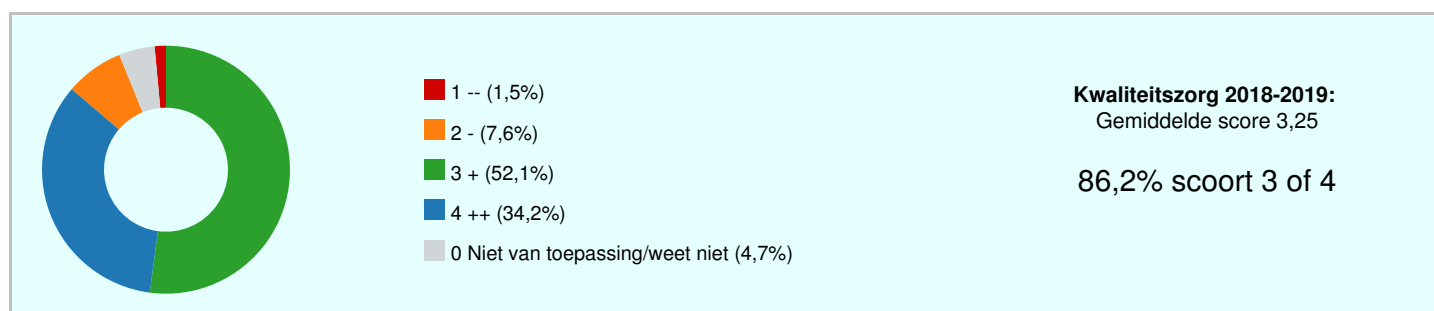 1 -- (1,5%)
2 - (7,6%)
3 + (52,1%)
4 ++ (34,2%)
0 Niet van toepassing/weet niet (4,7%)
Kwaliteitszorg 2018-2019:
Gemiddelde score 3,25
86,2% scoort 3 of 4